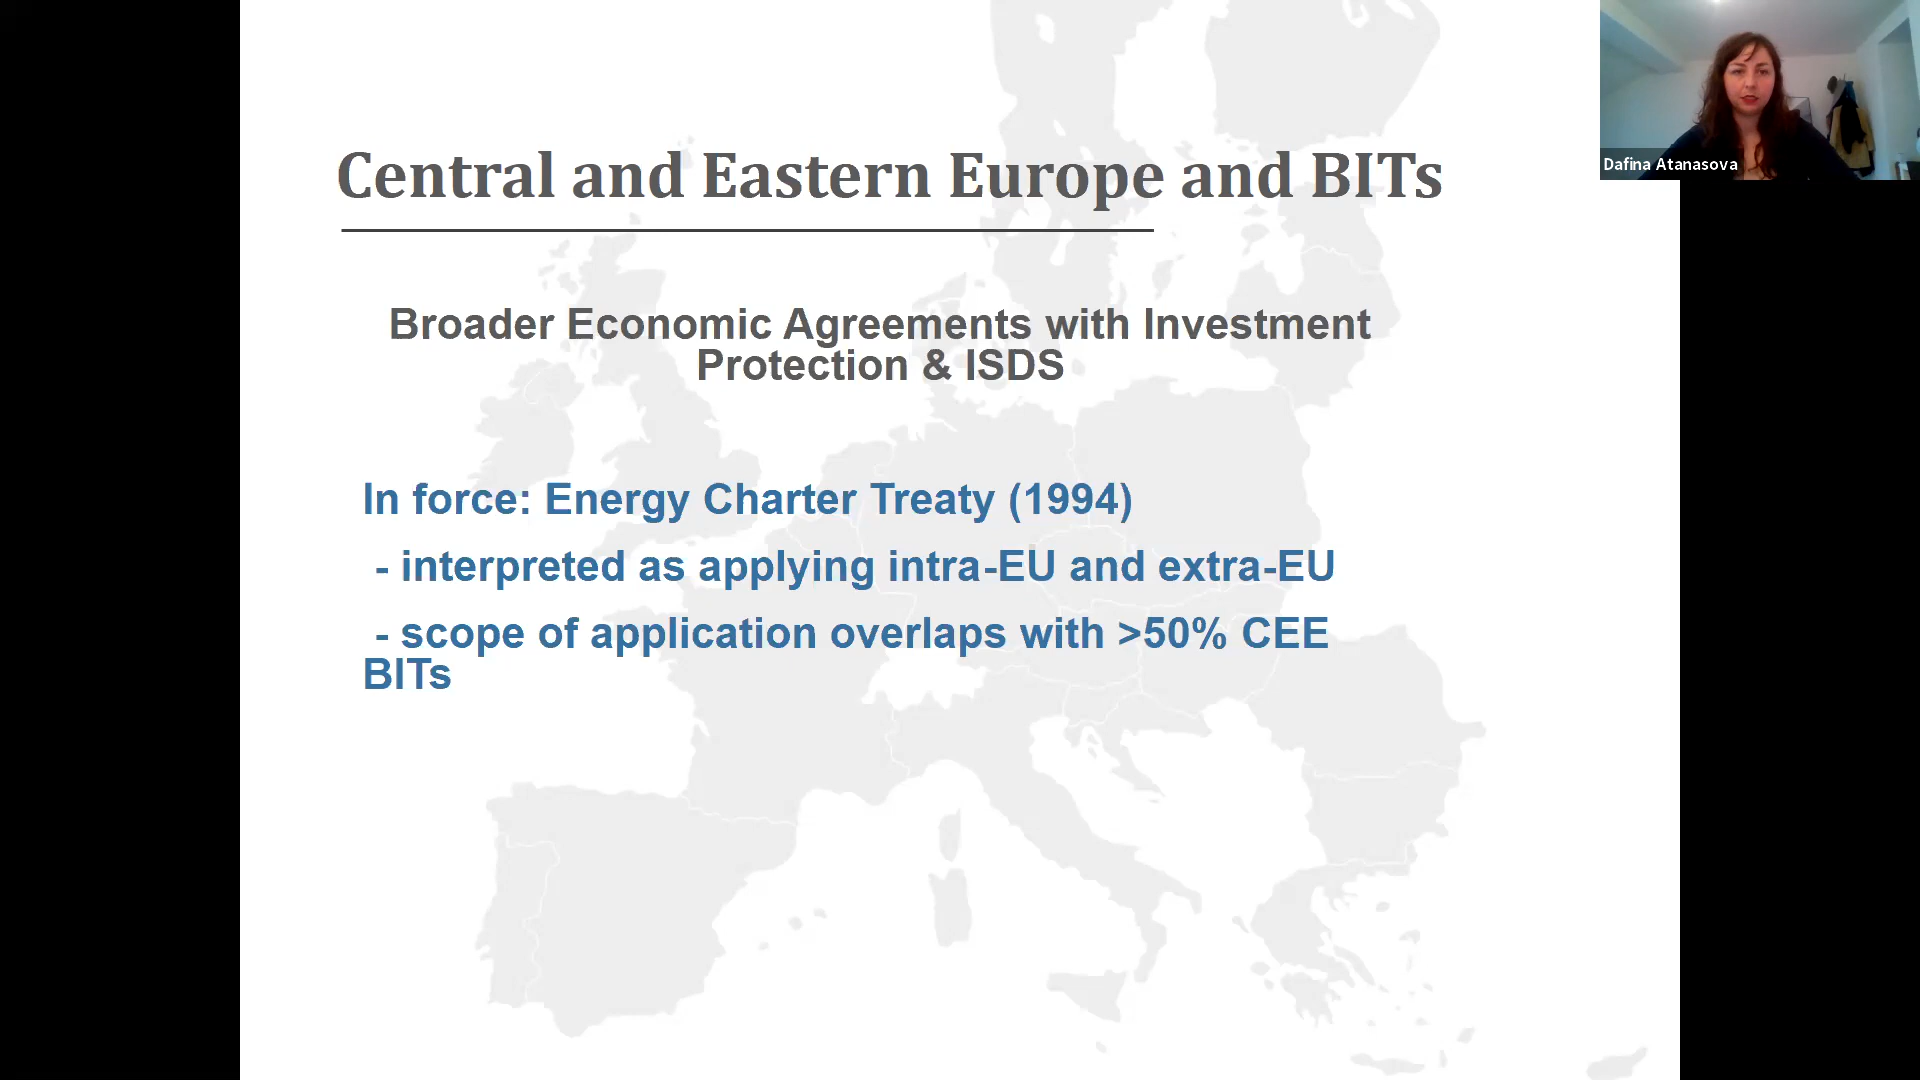 Central and Eastern Europe and BITs
Dafina Atanasova
Broader Economic Agreements with Investment
Protection & ISDS
In force: Energy Charter Treaty (1994)
- interpreted as applying intra-EU and extra-EU
- scope of application overlaps with >50% CEE
BITs